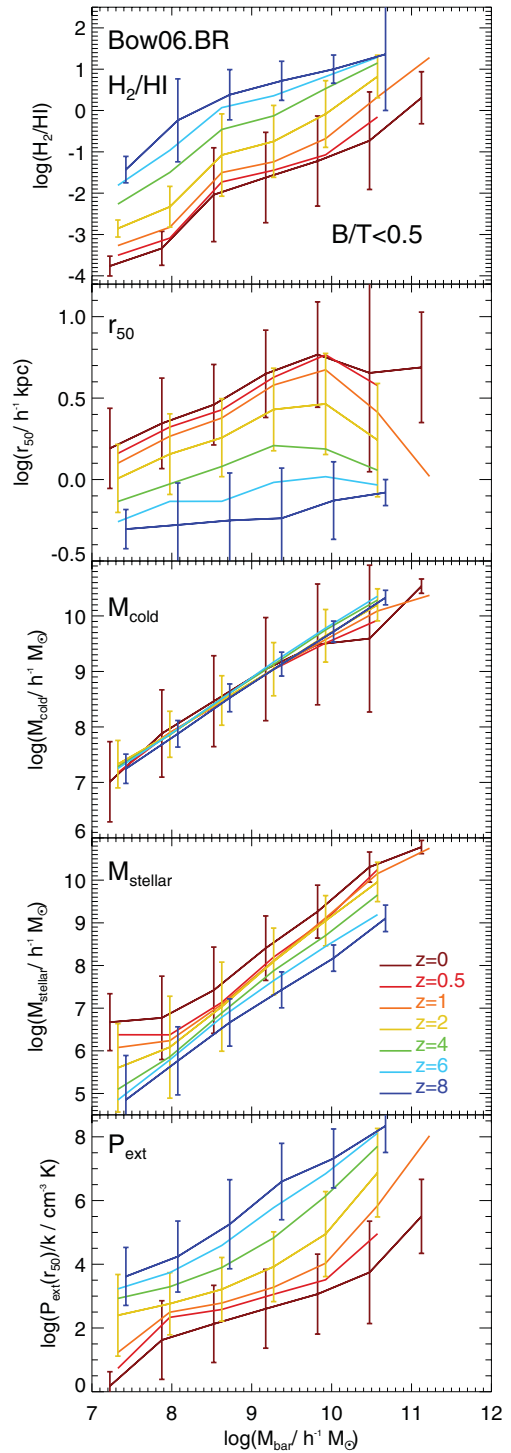 Bow06.BR
H2/HI
B/T<0.5
log(H2/HI)
2
1
0
-1
-2
-3
-4
r50
log(r50/ h-1 kpc)
1.0
0.5
0.0
-0.5
Mcold
log(Mcold/ h-1 M⊙)
10
9
8
7
6
Mstellar
log(Mstellar/ h-1 M⊙)
10
9
8
7
6
5
z=0
z=0.5
z=1
z=2
z=4
z=6
z=8
Pext
log(Pext(r50)/k / cm-3 K)
8
6
4
2
0
7 8 9 10 11 12
log(Mbar/ h-1 M⊙)